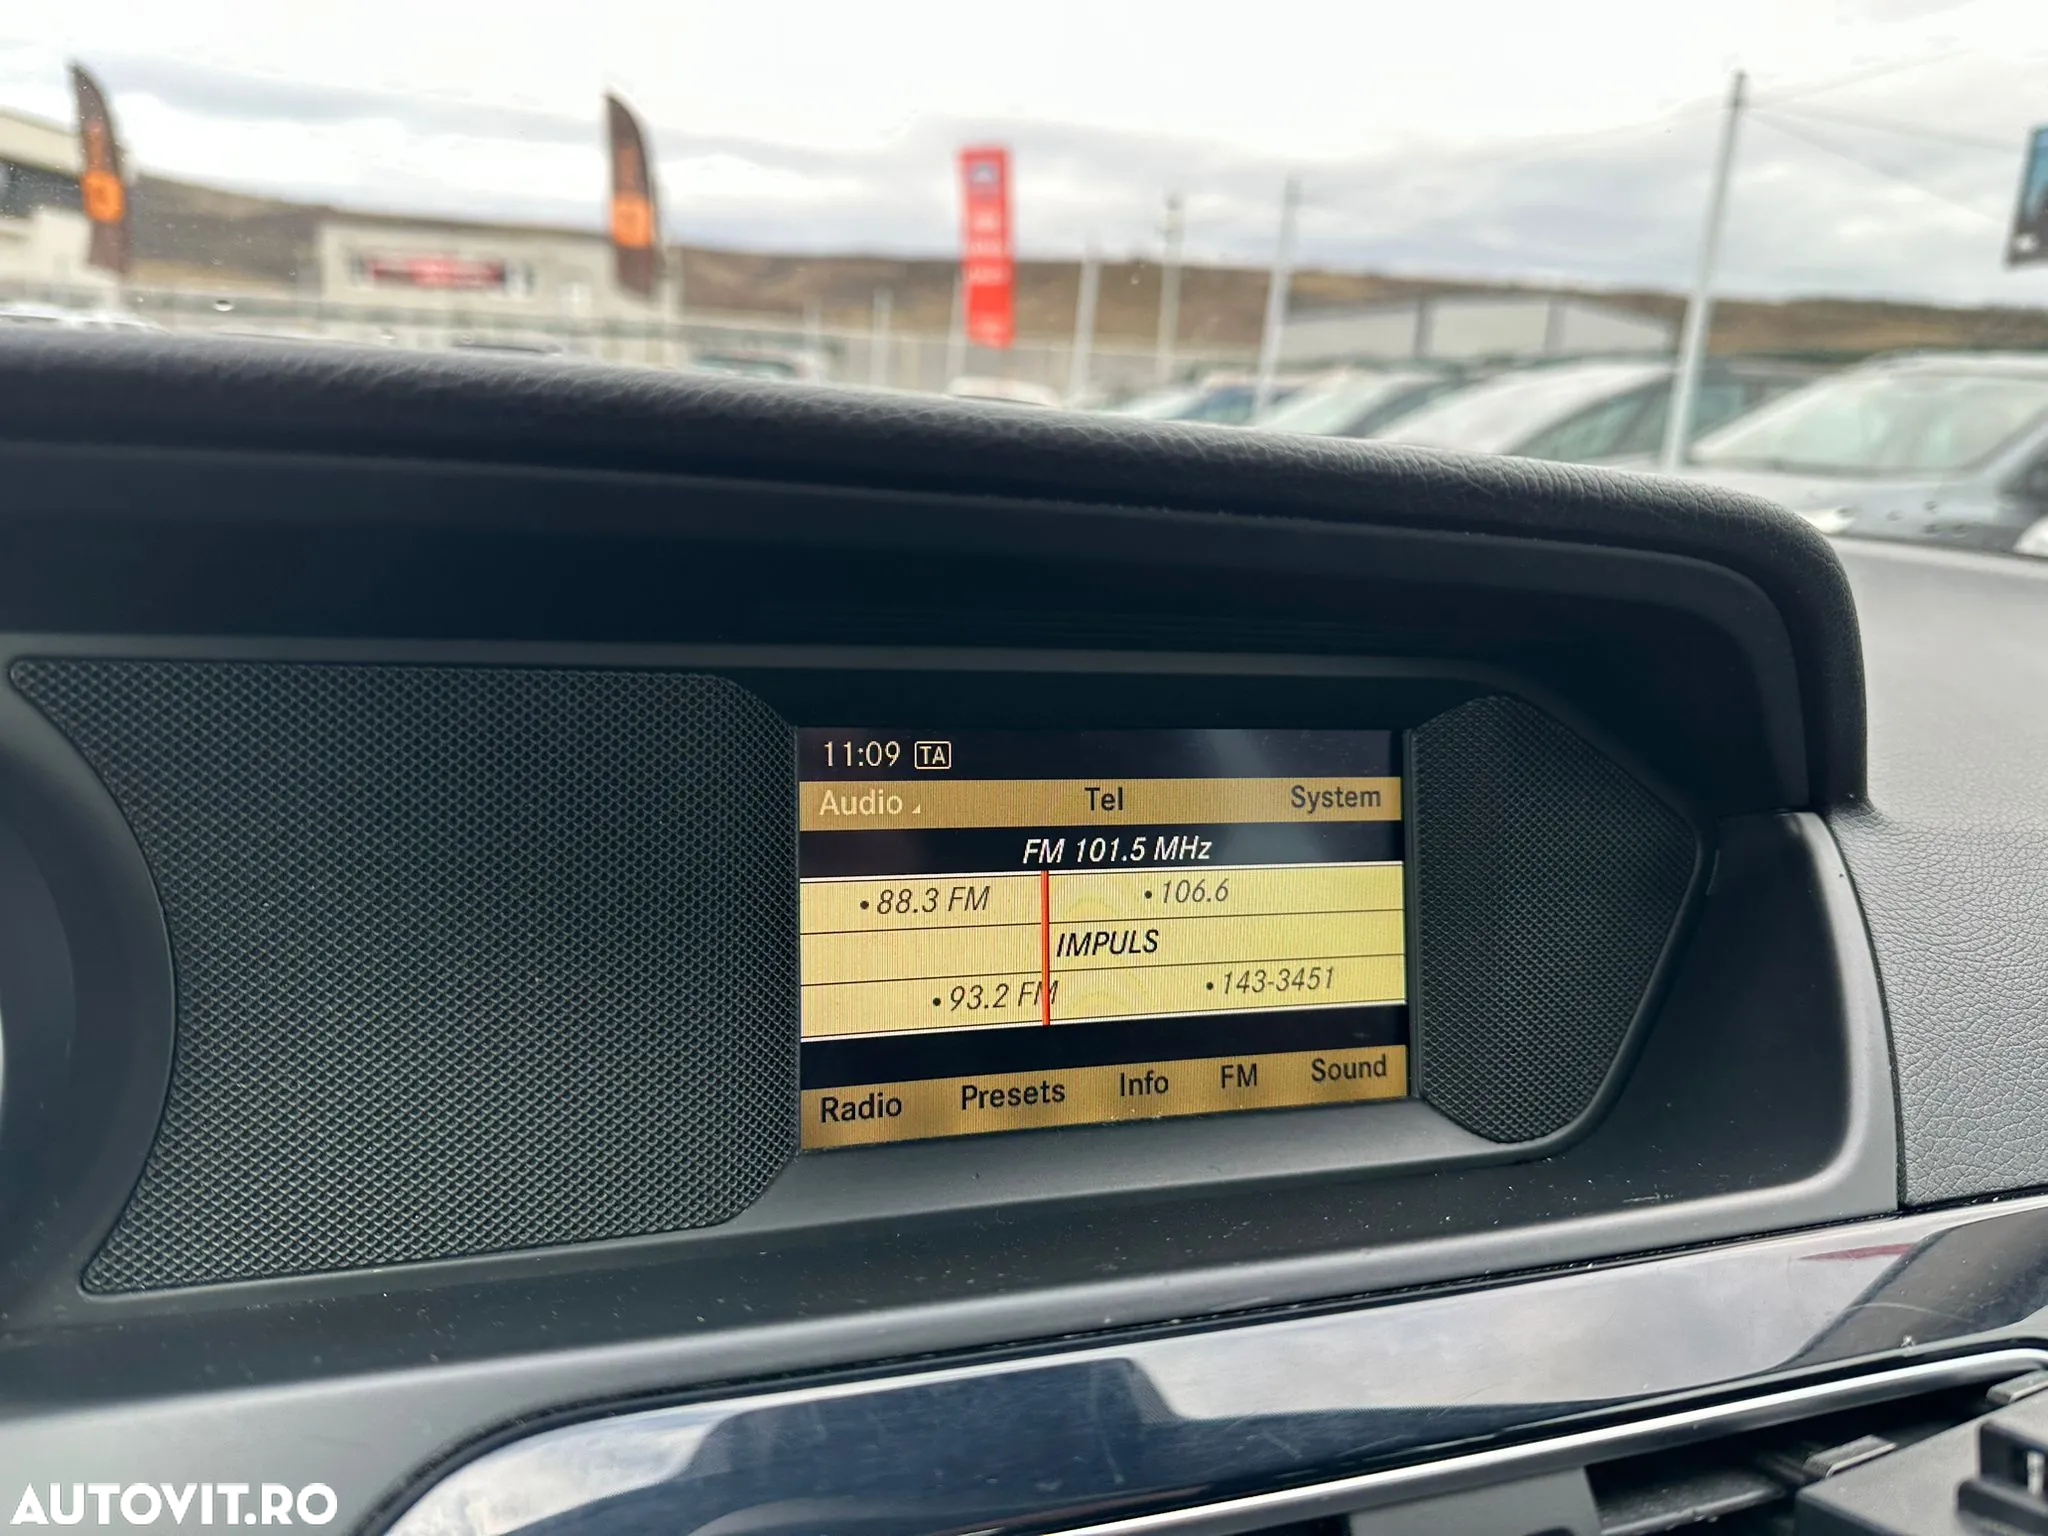 11:09 TA
Audio Tel System
FM 101.5 MHz
•88.3 FM •106.6
IMPULS
•93.2 FM •143-3451
Radio Presets Info FM Sound
AUTOVIT.RO